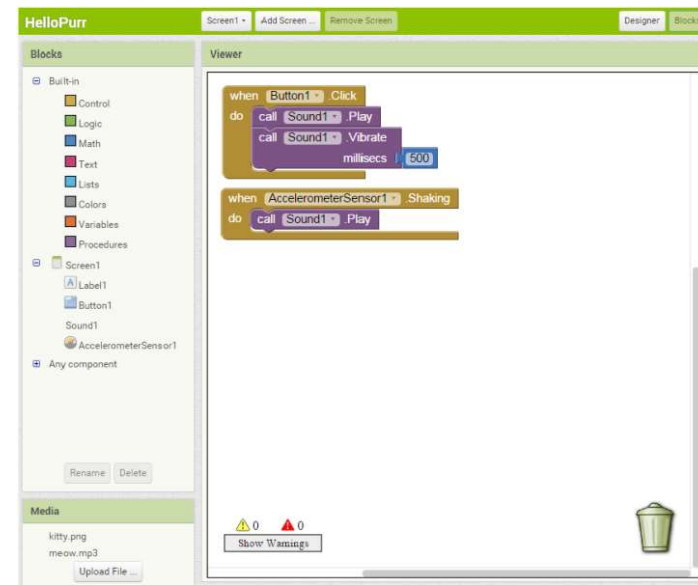 HelloPurr
Screen1 Add Screen ... Remove Screen Designer Blocks
Blocks
Built-in
Control
Logic
Math
Text
Lists
Colors
Variables
Procedures
Screen1
Label1
Button1
Sound1
AccelerometerSensor1
Any component
Rename Delete
Media
kitty.png
meow.mp3
Upload File ...
Viewer
when Button1 .Click
do call Sound1 .Play
call Sound1 .Vibrate
millisecs 500
when AccelerometerSensor1 .Shaking
do call Sound1 .Play
0 0
Show Warnings